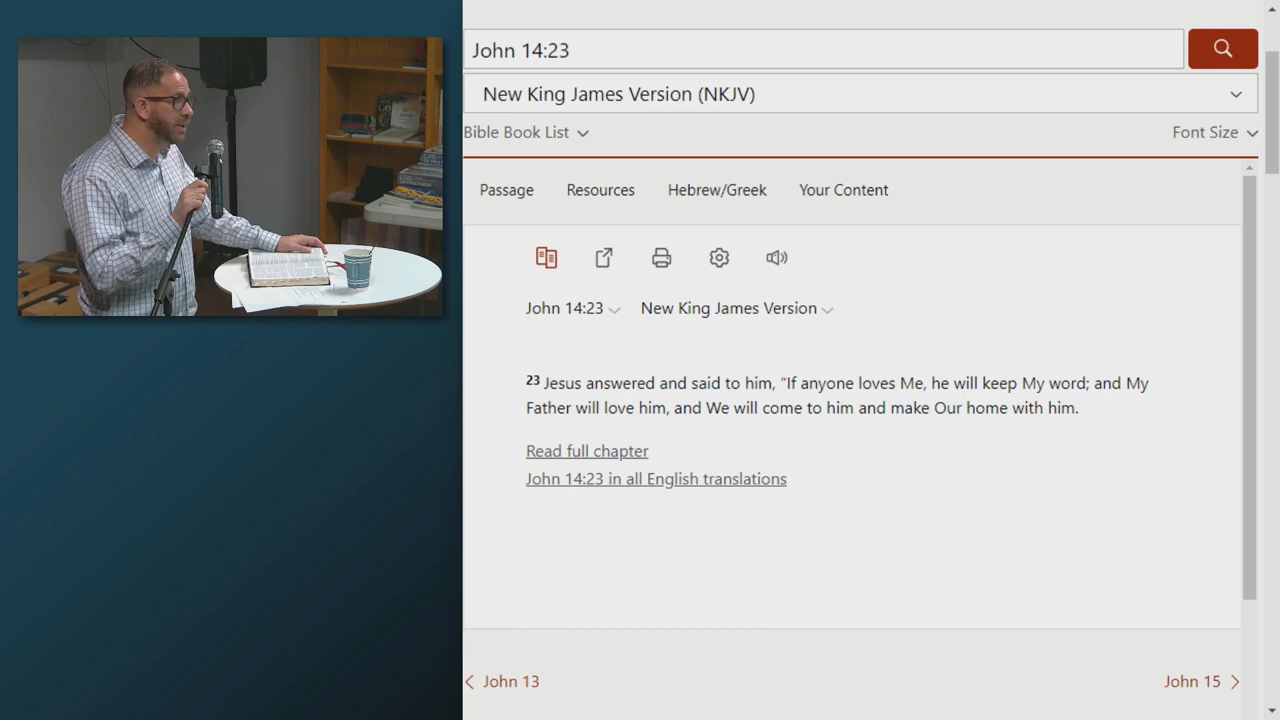 John 14:23
New King James Version (NKJV)
Bible Book List
Font Size
Passage Resources Hebrew/Greek Your Content
John 14:23 New King James Version
23 Jesus answered and said to him, “If anyone loves Me, he will keep My word; and My
Father will love him, and We will come to him and make Our home with him.
Read full chapter
John 14:23 in all English translations
John 13
John 15